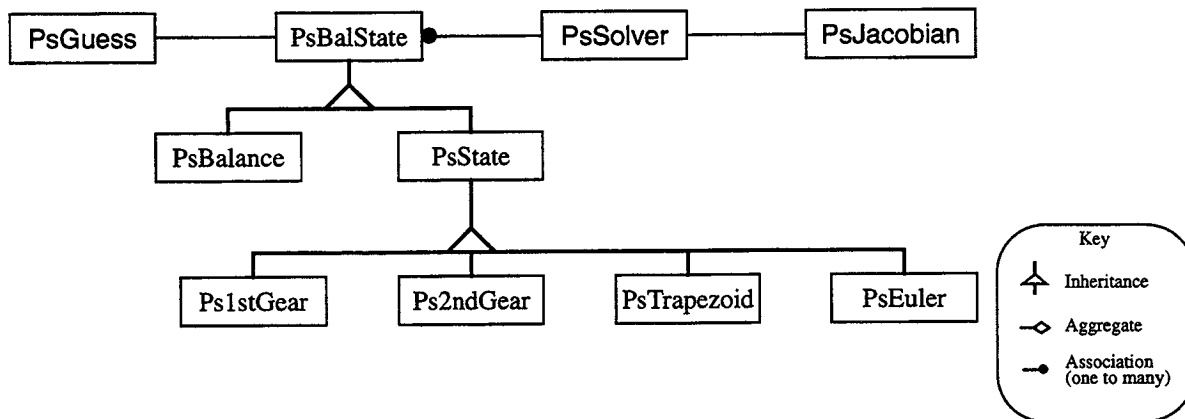 PsGuess
PsBalState
PsSolver
PsJacobian
PsBalance
PsState
Ps1stGear
Ps2ndGear
PsTrapezoid
PsEuler
Key
Inheritance
Aggregate
Association
(one to many)